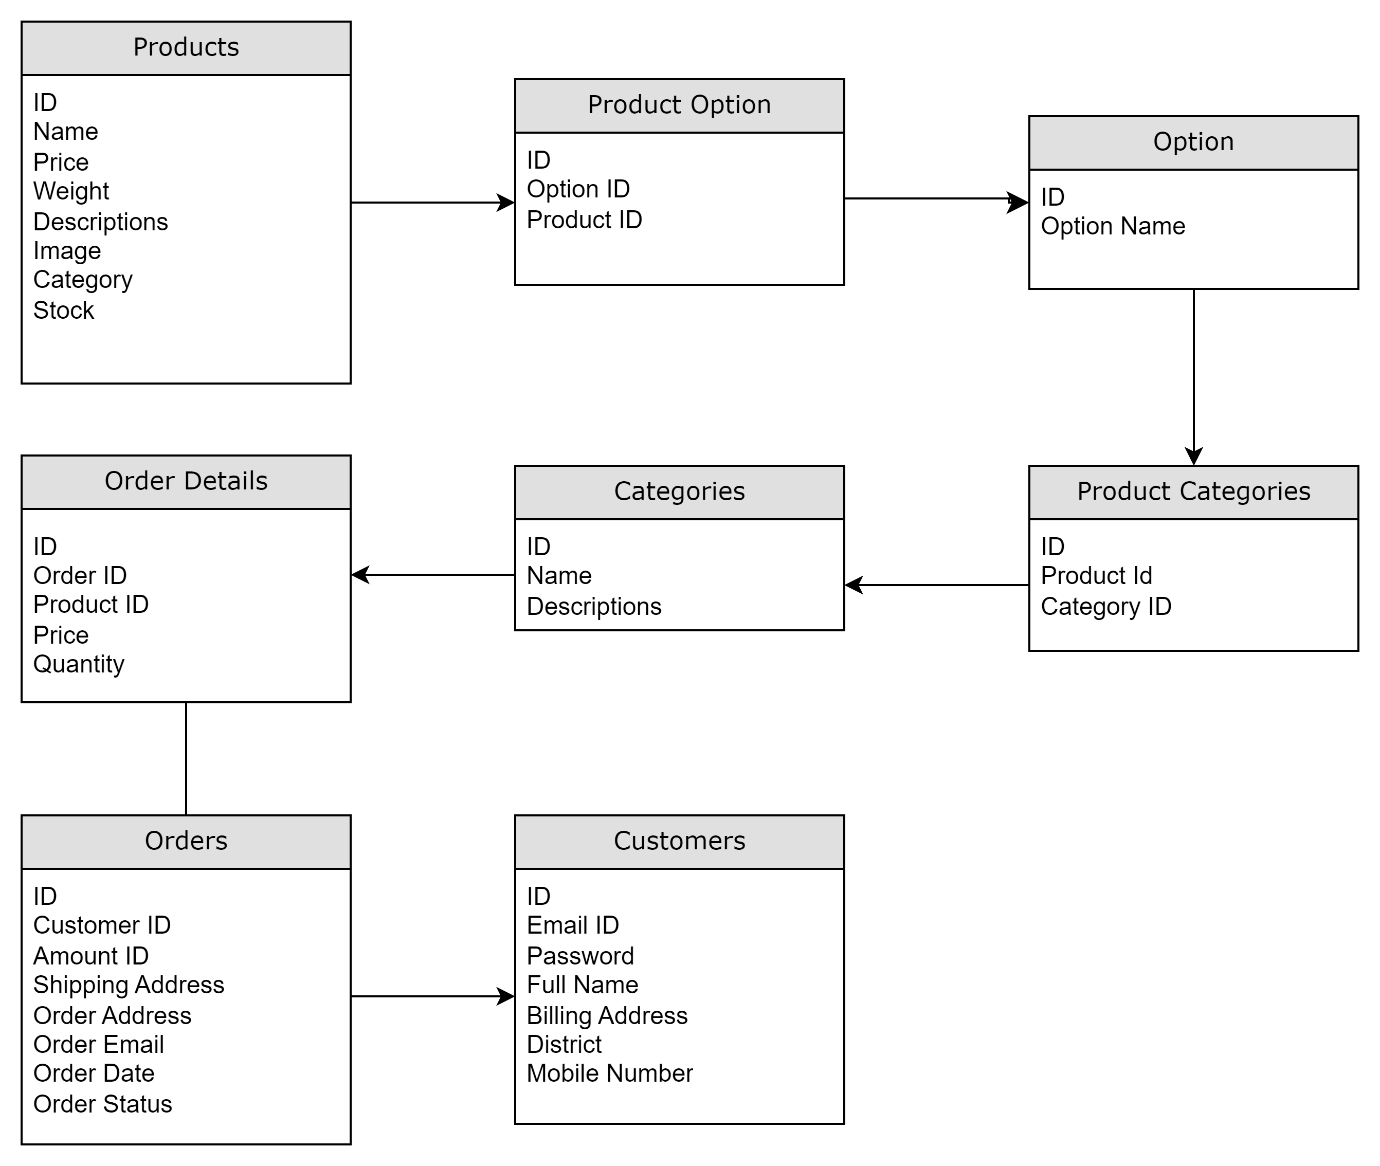 Products
ID
Name
Price
Weight
Descriptions
Image
Category
Stock
Product Option
ID
Option ID
Product ID
Option
ID
Option Name
Order Details
ID
Order ID
Product ID
Price
Quantity
Categories
ID
Name
Descriptions
Product Categories
ID
Product Id
Category ID
Orders
ID
Customer ID
Amount ID
Shipping Address
Order Address
Order Email
Order Date
Order Status
Customers
ID
Email ID
Password
Full Name
Billing Address
District
Mobile Number